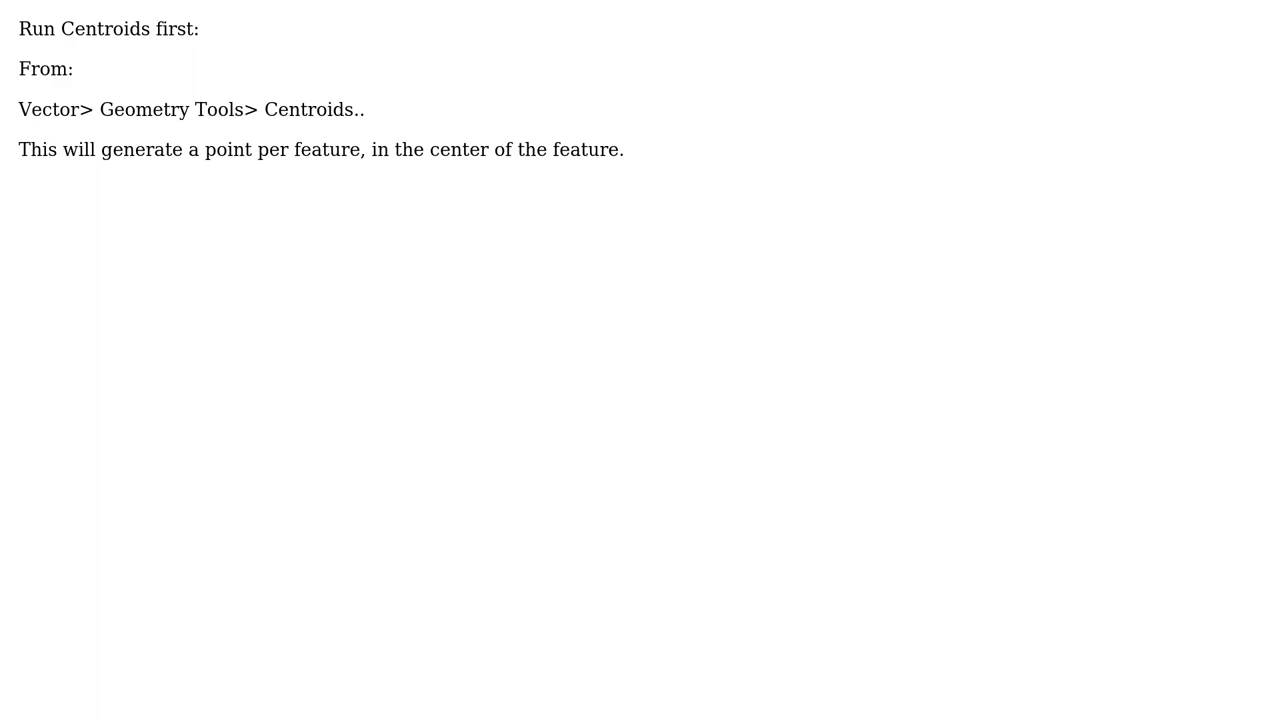 Run Centroids first:
From:
Vector> Geometry Tools> Centroids..
This will generate a point per feature, in the center of the feature.